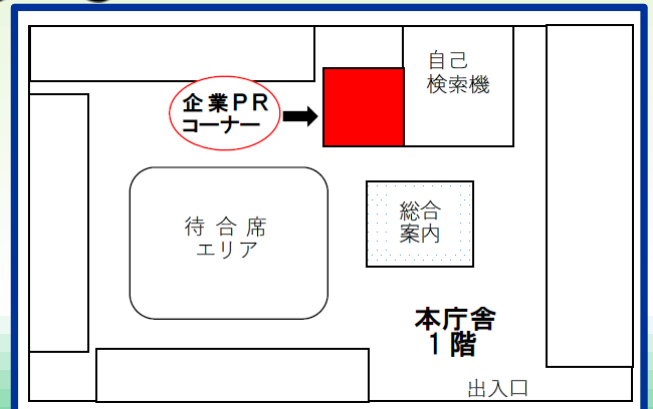 自己
検索機
企業ＰＲ
コーナー
待合席
エリア
総合
案内
本庁舎
１階
出入口